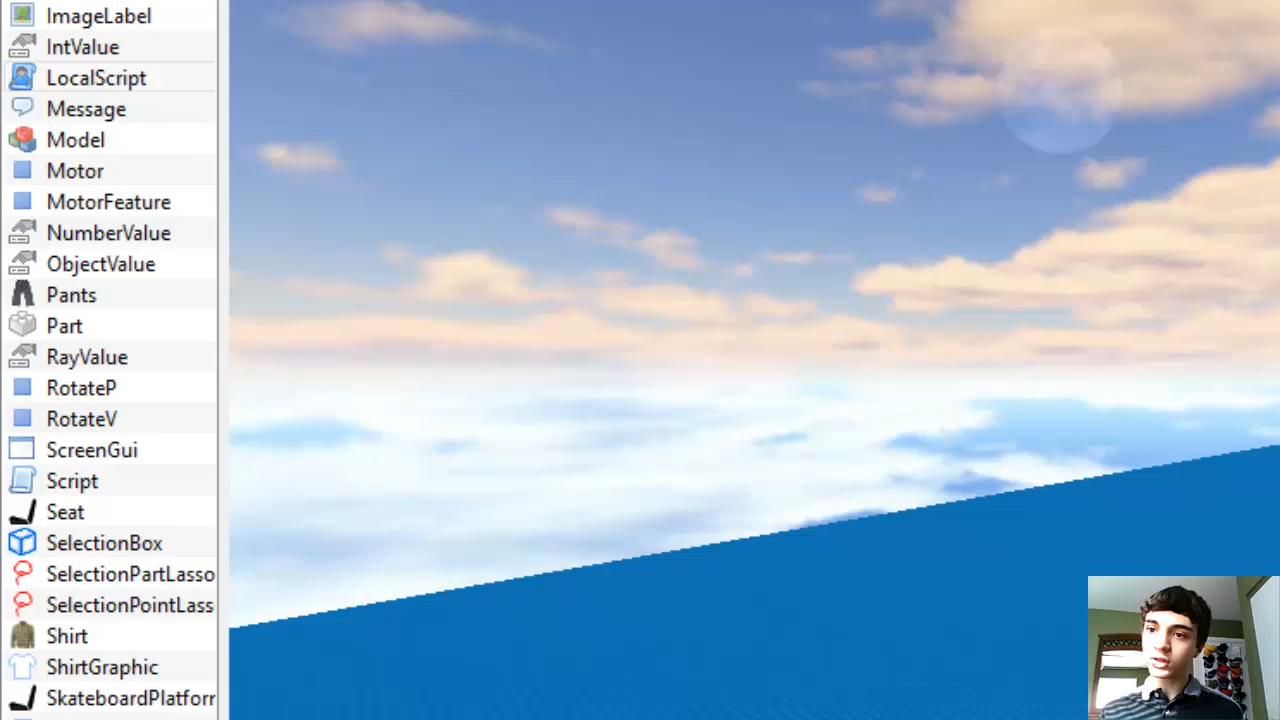 ImageLabel
IntValue
LocalScript
Message
Model
Motor
MotorFeature
NumberValue
ObjectValue
Pants
Part
RayValue
RotateP
RotateV
ScreenGui
Script
Seat
SelectionBox
SelectionPartLasso
SelectionPointLass
Shirt
ShirtGraphic
SkateboardPlatforr